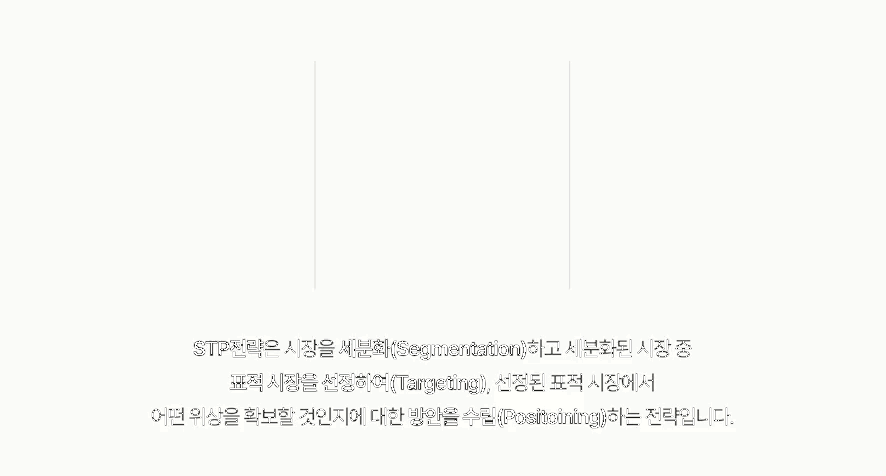 STP전략은 시장을 세분화(Segmentation)하고 세분화된 시장 중
표적 시장을 선정하여(Targeting), 선정된 표적 시장에서
어떤 위상을 확보할 것인지에 대한 방안을 수립(Positoining)하는 전략입니다.